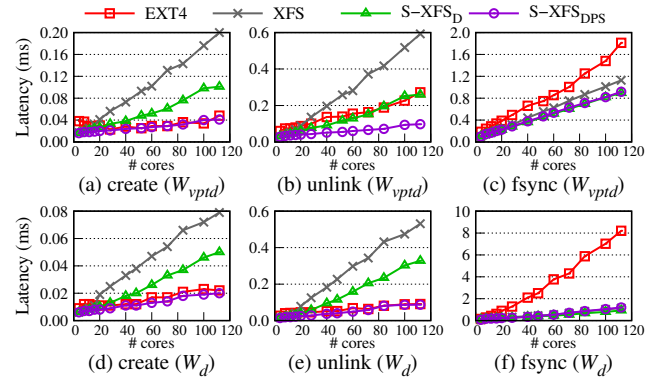 EXT4 XFS S-XFS_D S-XFS_DPS
Latency (ms)
0.20
0.16
0.12
0.08
0.04
0.00
0 20 40 60 80 100 120
# cores
(a) create (W_vptd)
0.6
0.4
0.2
0.0
0 20 40 60 80 100 120
# cores
(b) unlink (W_vptd)
2.0
1.6
1.2
0.8
0.4
0.0
0 20 40 60 80 100 120
# cores
(c) fsync (W_vptd)
Latency (ms)
0.08
0.06
0.04
0.02
0.00
0 20 40 60 80 100 120
# cores
(d) create (W_d)
0.6
0.4
0.2
0.0
0 20 40 60 80 100 120
# cores
(e) unlink (W_d)
10
8
6
4
2
0
0 20 40 60 80 100 120
# cores
(f) fsync (W_d)